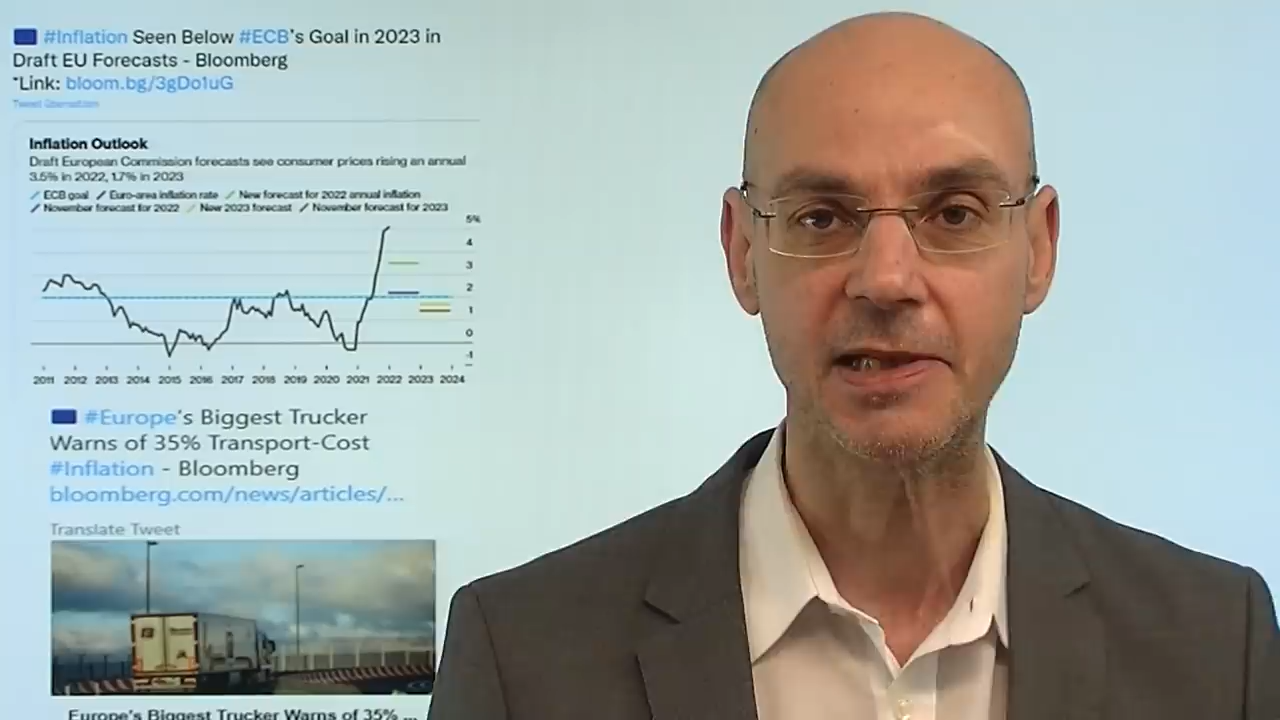 #Inflation Seen Below #ECB's Goal in 2023 in
Draft EU Forecasts - Bloomberg
*Link: bloom.bg/3gDo1uG
Tweet übersetzen
Inflation Outlook
Draft European Commission forecasts see consumer prices rising an annual
3.5% in 2022, 1.7% in 2023
ECB goal Euro-area inflation rate New forecast for 2022 annual inflation
November forecast for 2022 New 2023 forecast November forecast for 2023
5%
4
3
2
1
0
-1
2011 2012 2013 2014 2015 2016 2017 2018 2019 2020 2021 2022 2023 2024
#Europe's Biggest Trucker
Warns of 35% Transport-Cost
#Inflation - Bloomberg
bloomberg.com/news/articles/...
Translate Tweet
Europe's Biggest Trucker Warns of 35% ...